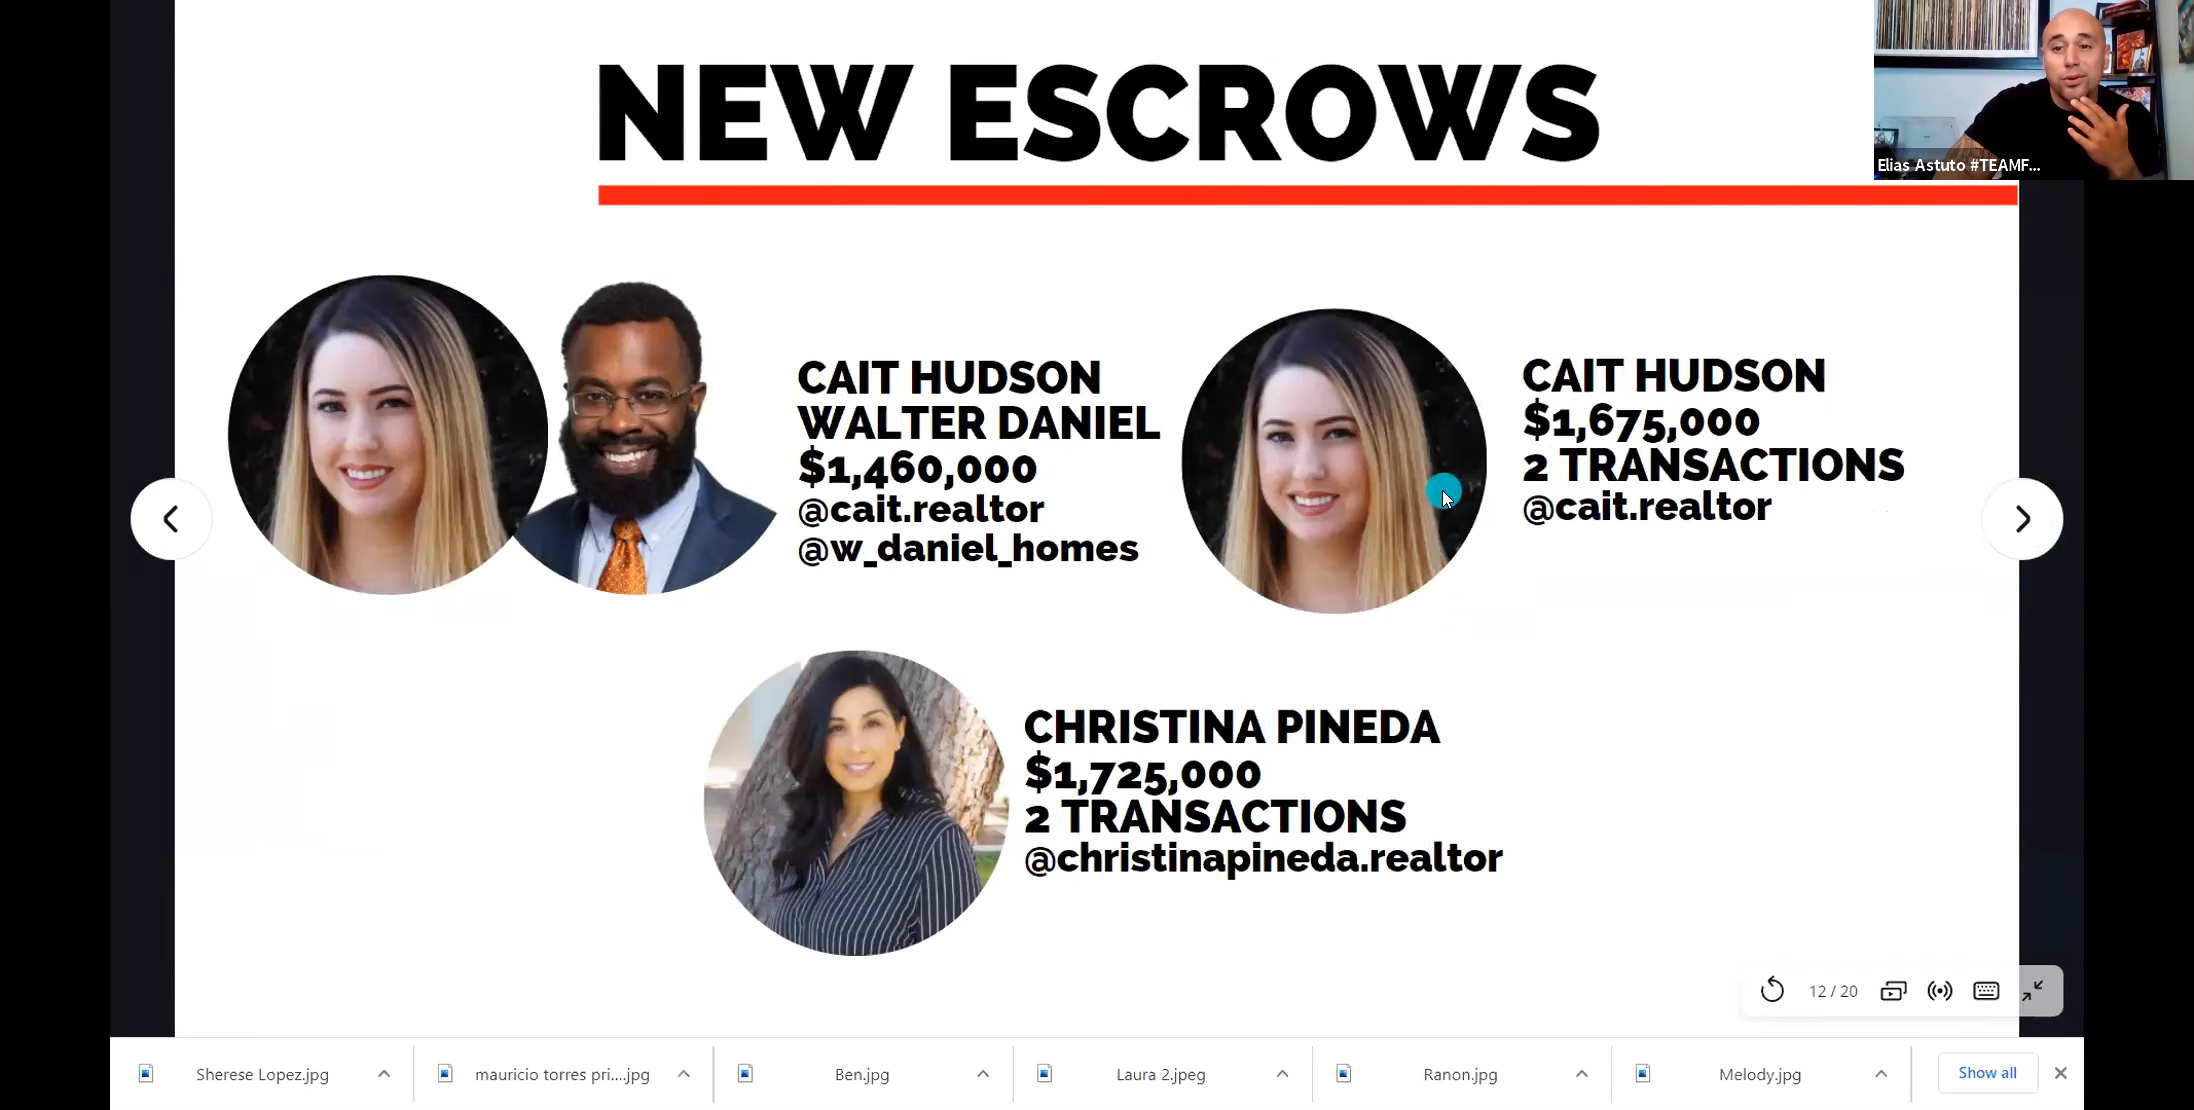 NEW ESCROWS
Elias Astuto #TEAMF...
CAIT HUDSON
WALTER DANIEL
$1,460,000
@cait.realtor
@w_daniel_homes
CAIT HUDSON
$1,675,000
2 TRANSACTIONS
@cait.realtor
CHRISTINA PINEDA
$1,725,000
2 TRANSACTIONS
@christinapineda.realtor
12 / 20
Sherese Lopez.jpg
mauricio torres pri....jpg
Ben.jpg
Laura 2.jpeg
Ranon.jpg
Melody.jpg
Show all